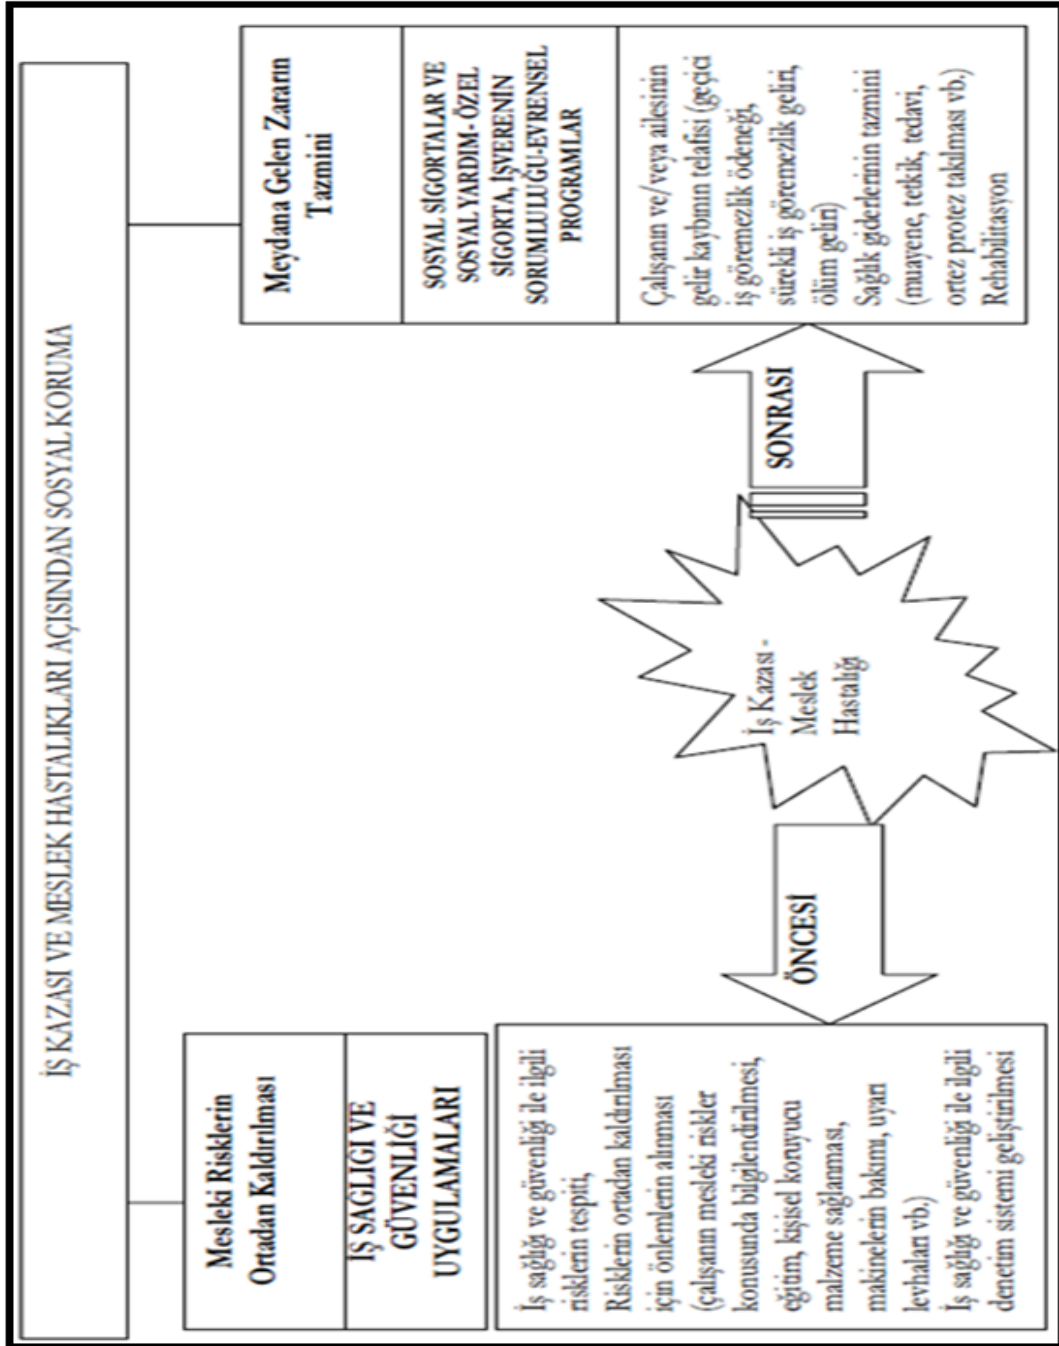 İŞ KAZASI VE MESLEK HASTALIKLARI AÇISINDAN SOSYAL KORUMA
Mesleki Risklerin
Ortadan Kaldırılması
İŞ SAĞLIĞI VE
GÜVENLİĞİ
UYGULAMALARI
İş sağlığı ve güvenliği ile ilgili
risklerin tespiti,
Risklerin ortadan kaldırılması
için önlemlerin alınması
(çalışanın mesleki riskler
konusunda bilgilendirilmesi,
eğitim, kişisel koruyucu
malzeme sağlanması,
makinelerin bakımı, uyarı
levhaları vb.)
İş sağlığı ve güvenliği ile ilgili
denetim sistemi geliştirilmesi
ÖNCESİ
İş Kazası -
Meslek
Hastalığı
SONRASI
Meydana Gelen Zararın
Tazmini
SOSYAL SİGORTALAR VE
SOSYAL YARDIM- ÖZEL
SİGORTA, İŞVERENİN
SORUMLULUĞU-EVRENSEL
PROGRAMLAR
Çalışanın ve/veya ailesinin
gelir kaybının telafisi (geçici
iş göremezlik ödeneği,
sürekli iş göremezlik geliri,
ölüm geliri)
Sağlık giderlerinin tazmini
(muayene, tetkik, tedavi,
ortez protez takılması vb.)
Rehabilitasyon